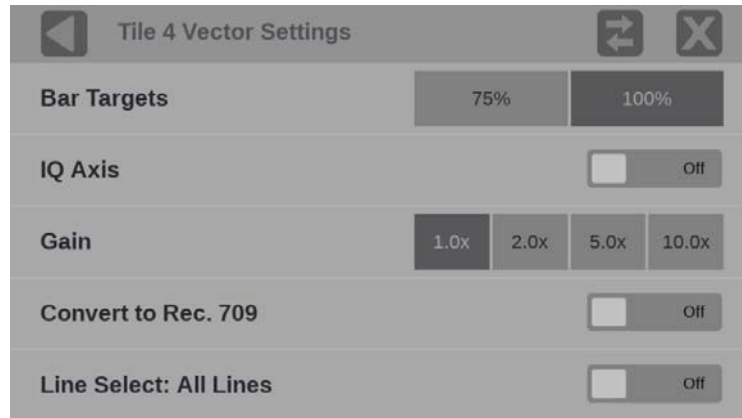 Tile 4 Vector Settings
Bar Targets 75% 100%
IQ Axis Off
Gain 1.0x 2.0x 5.0x 10.0x
Convert to Rec. 709 Off
Line Select: All Lines Off